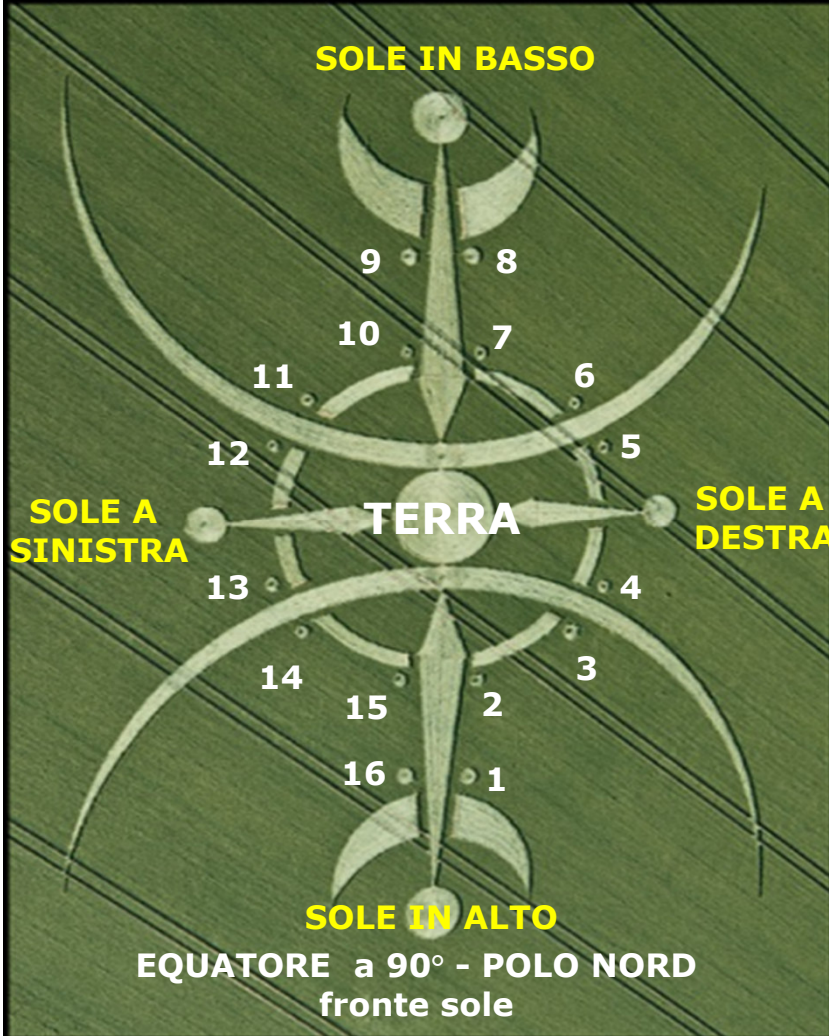 SOLE IN BASSO
9
8
10
7
11
6
12
5
SOLE A
SINISTRA
TERRA
SOLE A
DESTRA
13
4
14
3
15
2
16
1
SOLE IN ALTO
EQUATORE a 90° - POLO NORD
fronte sole